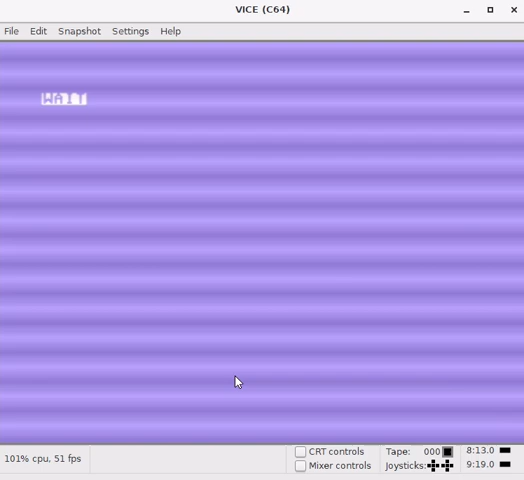 VICE (C64)
File Edit Snapshot Settings Help
WAIT
101% cpu, 51 fps
CRT controls
Mixer controls
Tape: 000
Joysticks:
8:13.0
9:19.0